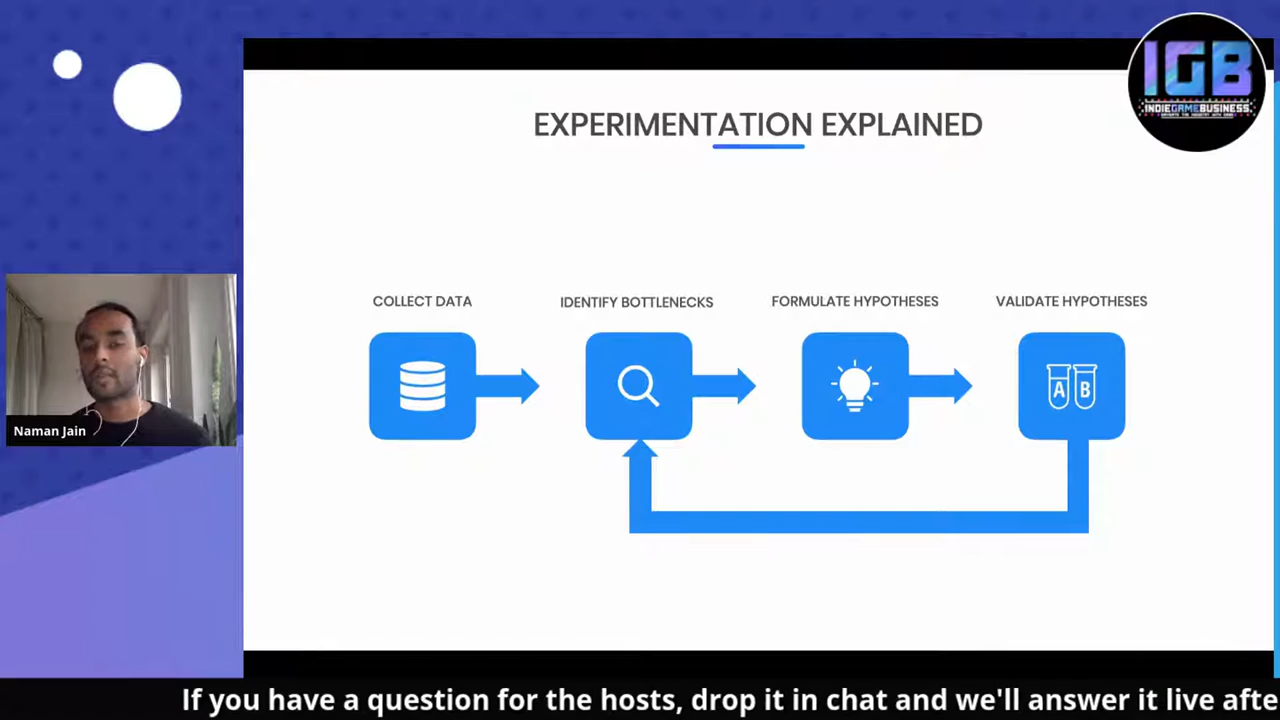 IGB
INDIEGAMEBUSINESS
EXPERIMENTATION EXPLAINED
COLLECT DATA
IDENTIFY BOTTLENECKS
FORMULATE HYPOTHESES
VALIDATE HYPOTHESES
A B
Naman Jain
If you have a question for the hosts, drop it in chat and we'll answer it live afte